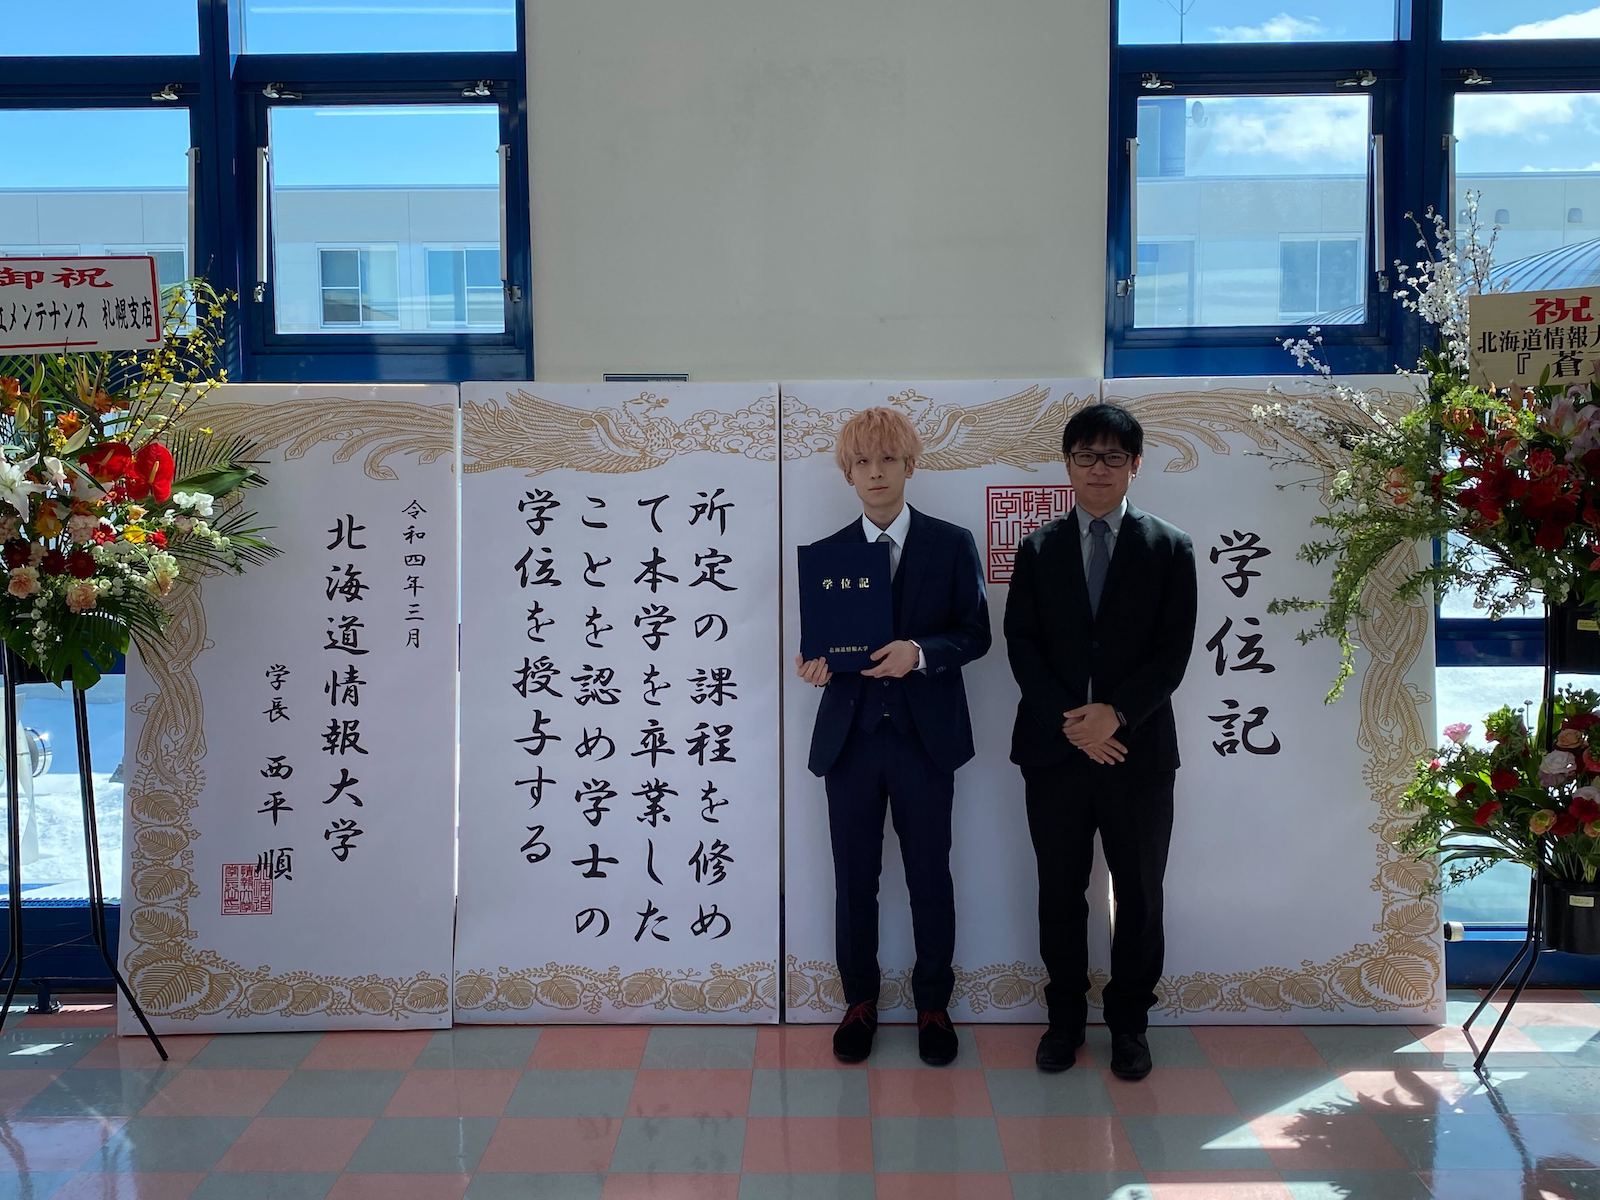 御祝
エメンテナンス 札幌支店
祝
北海道情報大
『蒼
学位記
所定の課程を修め
て本学を卒業した
ことを認め学士の
学位を授与する
令和四年三月
北海道情報大学
学長 西平順
学位記
北海道情報大学